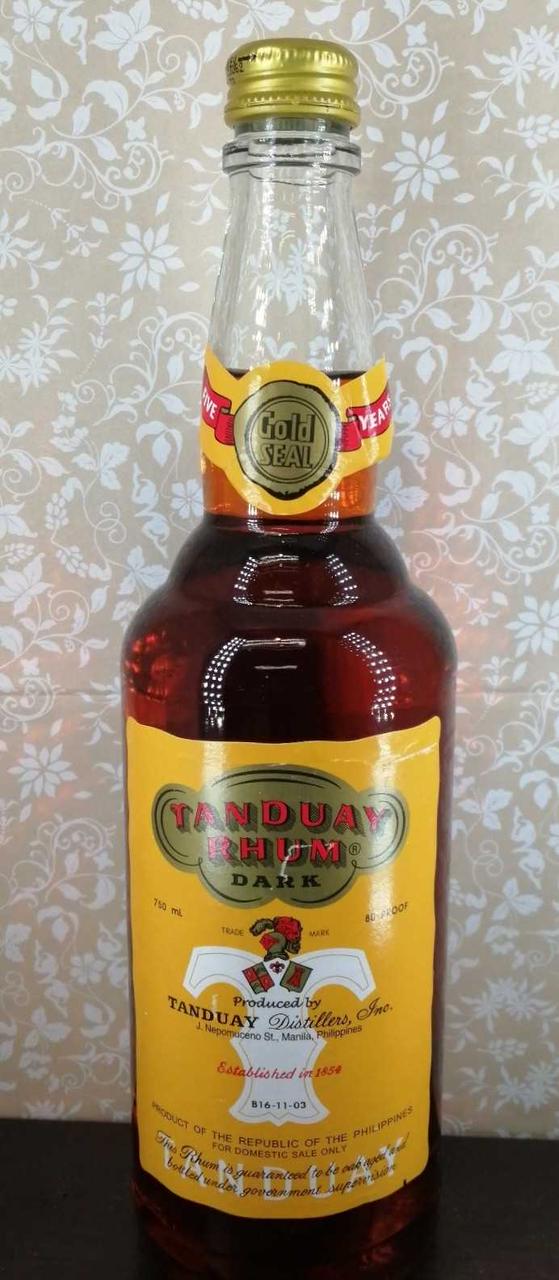 FIVE
YEARS
Gold
SEAL
TANDUAY
RHUM®
DARK
750 mL
80 PROOF
TRADE MARK
Produced by
TANDUAY Distillers, Inc.
J. Nepomuceno St., Manila, Philippines
Established in 1854
B16-11-03
PRODUCT OF THE REPUBLIC OF THE PHILIPPINES
FOR DOMESTIC SALE ONLY
TANDUAY
This Rhum is guaranteed to be oak aged and
bottled under government supervision